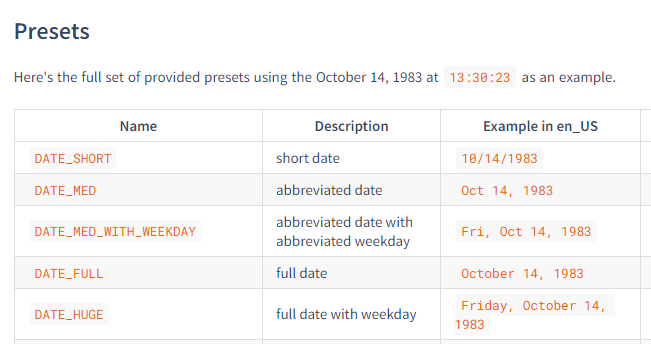 Presets
Here's the full set of provided presets using the October 14, 1983 at 13:30:23 as an example.
Name Description Example in en_US
DATE_SHORT short date 10/14/1983
DATE_MED abbreviated date Oct 14, 1983
DATE_MED_WITH_WEEKDAY abbreviated date with Fri, Oct 14, 1983
abbreviated weekday
DATE_FULL full date October 14, 1983
DATE_HUGE full date with weekday Friday, October 14,
1983